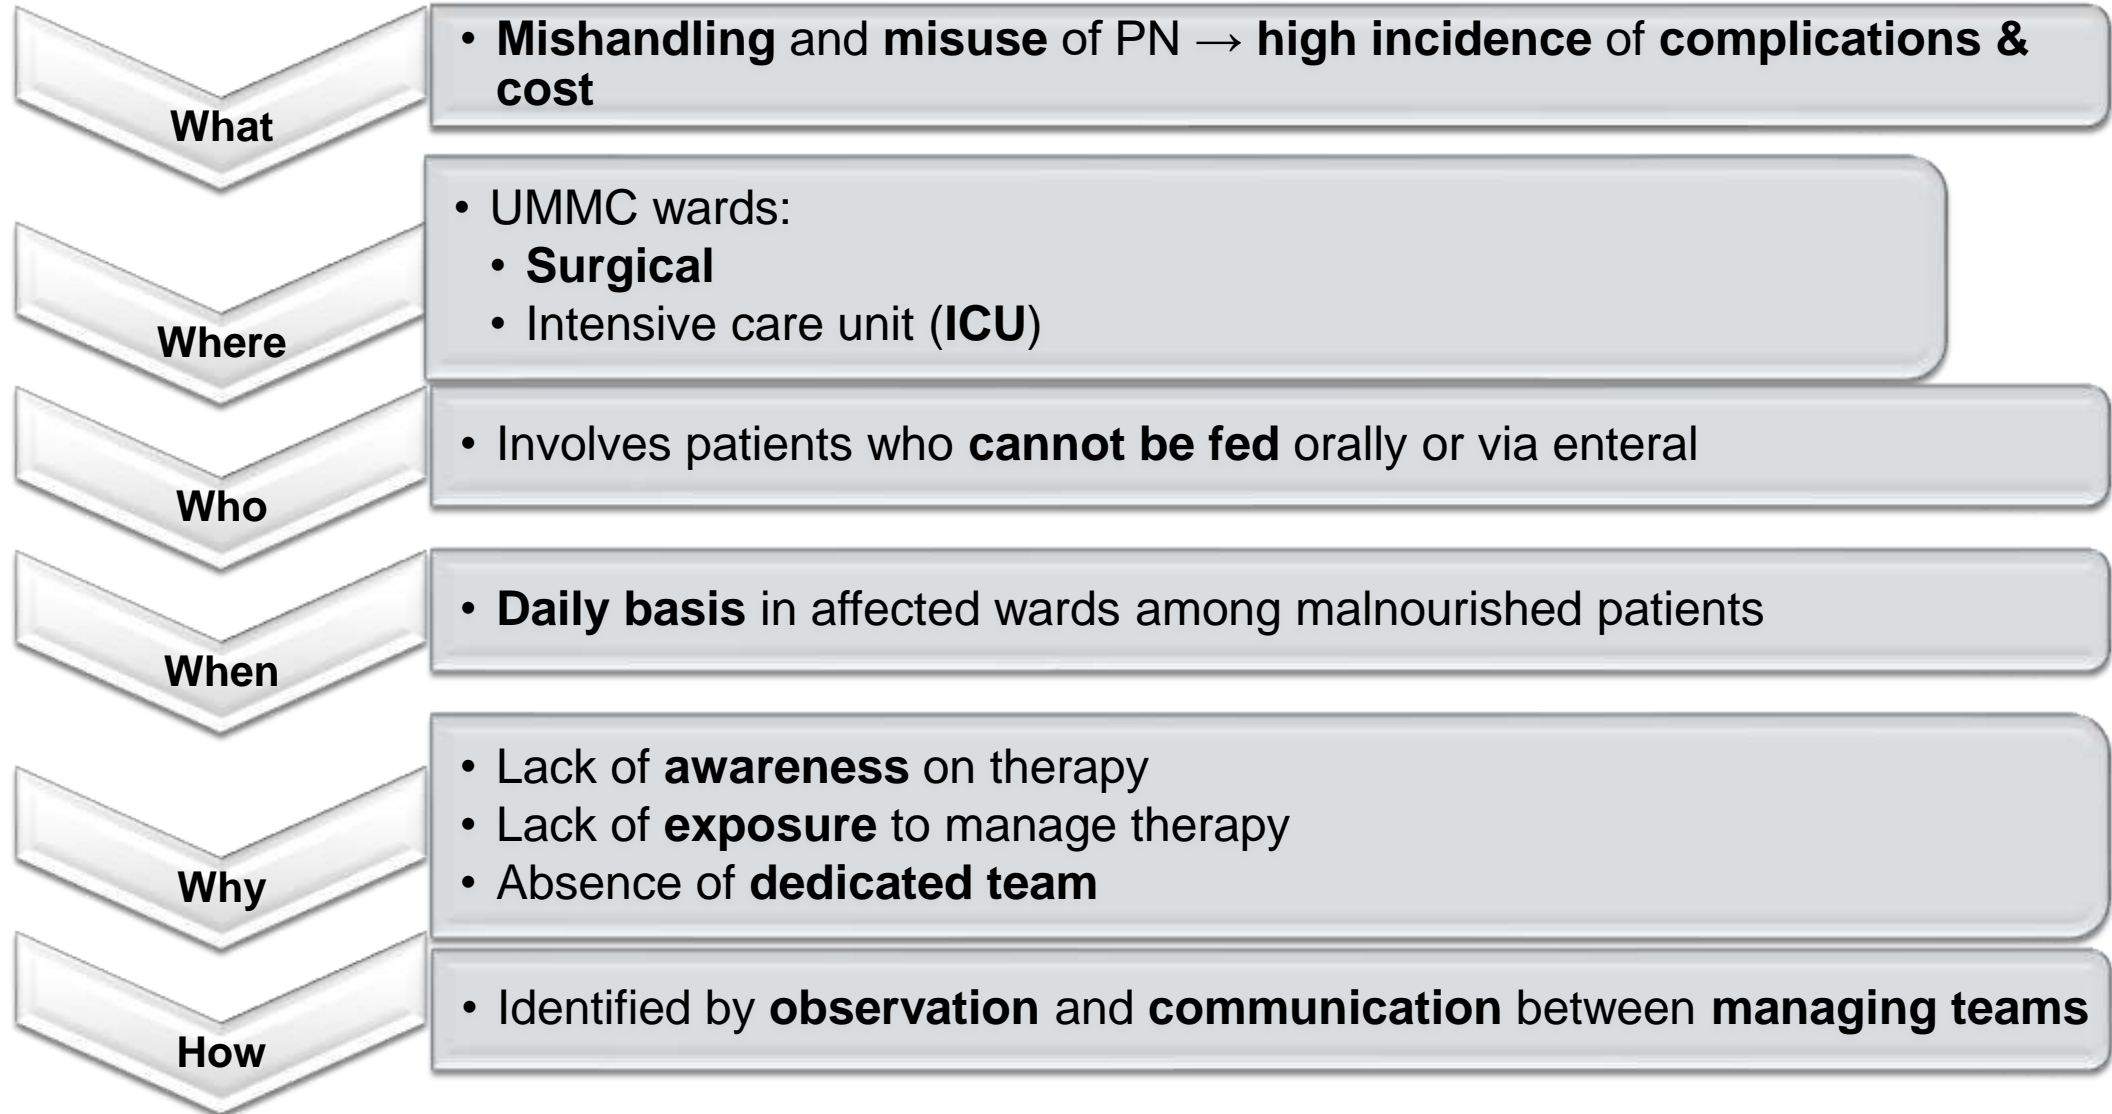 What
• Mishandling and misuse of PN → high incidence of complications &
cost
Where
• UMMC wards:
• Surgical
• Intensive care unit (ICU)
Who
• Involves patients who cannot be fed orally or via enteral
When
• Daily basis in affected wards among malnourished patients
Why
• Lack of awareness on therapy
• Lack of exposure to manage therapy
• Absence of dedicated team
How
• Identified by observation and communication between managing teams